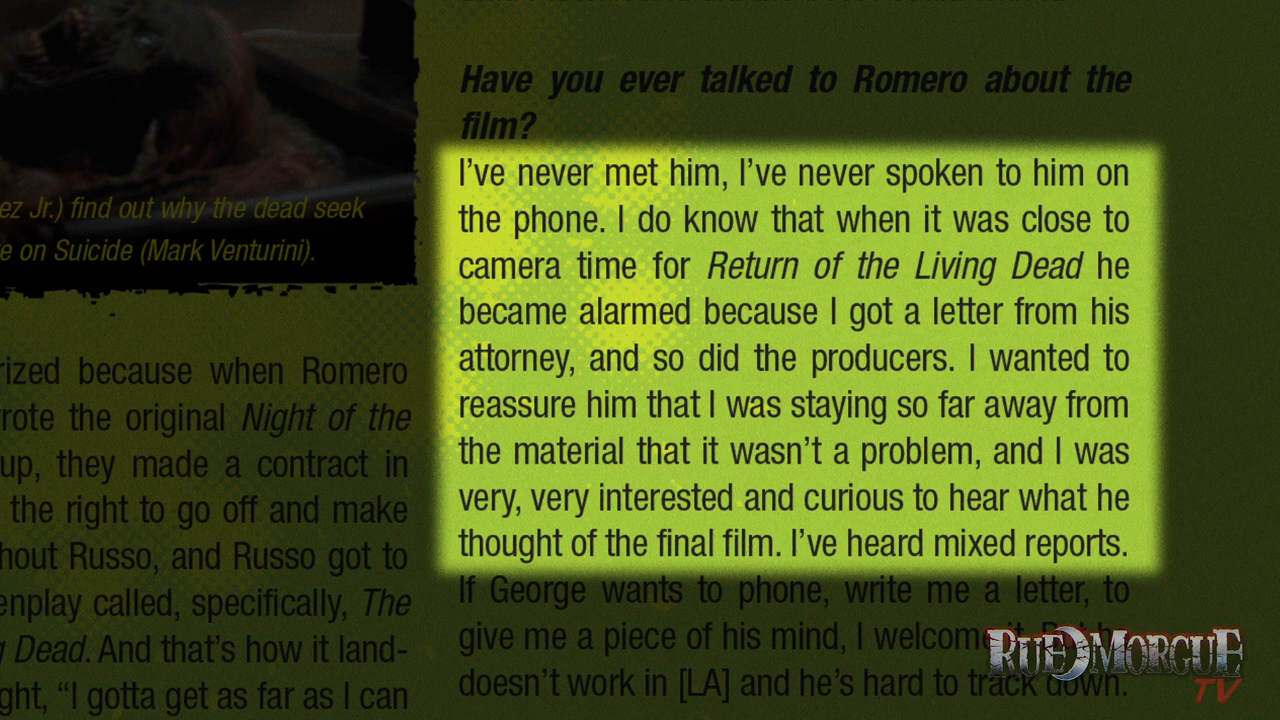 Have you ever talked to Romero about the
film?
I've never met him, I've never spoken to him on
the phone. I do know that when it was close to
camera time for Return of the Living Dead he
became alarmed because I got a letter from his
attorney, and so did the producers. I wanted to
reassure him that I was staying so far away from
the material that it wasn't a problem, and I was
very, very interested and curious to hear what he
thought of the final film. I've heard mixed reports.
If George wants to phone, write me a letter, to
give me a piece of his mind, I welcome it. But he
doesn't work in [LA] and he's hard to track down.
ez Jr.) find out why the dead seek
e on Suicide (Mark Venturini).
rized because when Romero
rote the original Night of the
up, they made a contract in
the right to go off and make
hout Russo, and Russo got to
enplay called, specifically, The
g Dead. And that's how it land-
ght, "I gotta get as far as I can
RUE MORGUE
TV